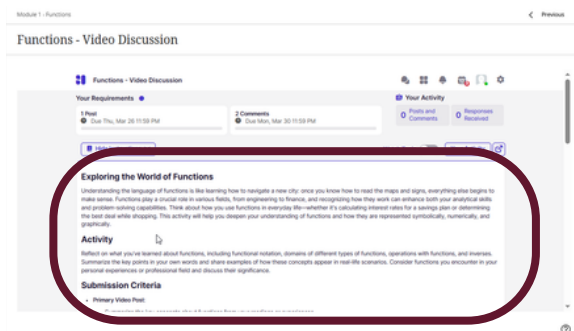 Module 1 : Functions
Previous
Functions - Video Discussion
Functions - Video Discussion
Your Requirements
Your Activity
1 Post
Due Thu, Mar 26 11:59 PM
2 Comments
Due Mon, Mar 30 11:59 PM
0 Posts and Comments
0 Responses Received
Exploring the World of Functions
Understanding the language of functions is like learning how to navigate a new city: once you know how to read the maps and signs, everything else begins to
make sense. Functions play a crucial role in various fields, from engineering to finance, and recognizing how they work can enhance both your analytical skills
and problem-solving capabilities. Think about how you use functions in everyday life—whether it's calculating interest rates for a savings plan or determining
the best deal while shopping. This activity will help you deepen your understanding of functions and how they are represented symbolically, numerically, and
graphically.
Activity
Reflect on what you've learned about functions, including functional notation, domains of different types of functions, operations with functions, and inverses.
Summarize the key points in your own words and share examples of how these concepts appear in real-life scenarios. Consider functions you encounter in your
personal experiences or professional field and discuss their significance.
Submission Criteria
• Primary Video Post: